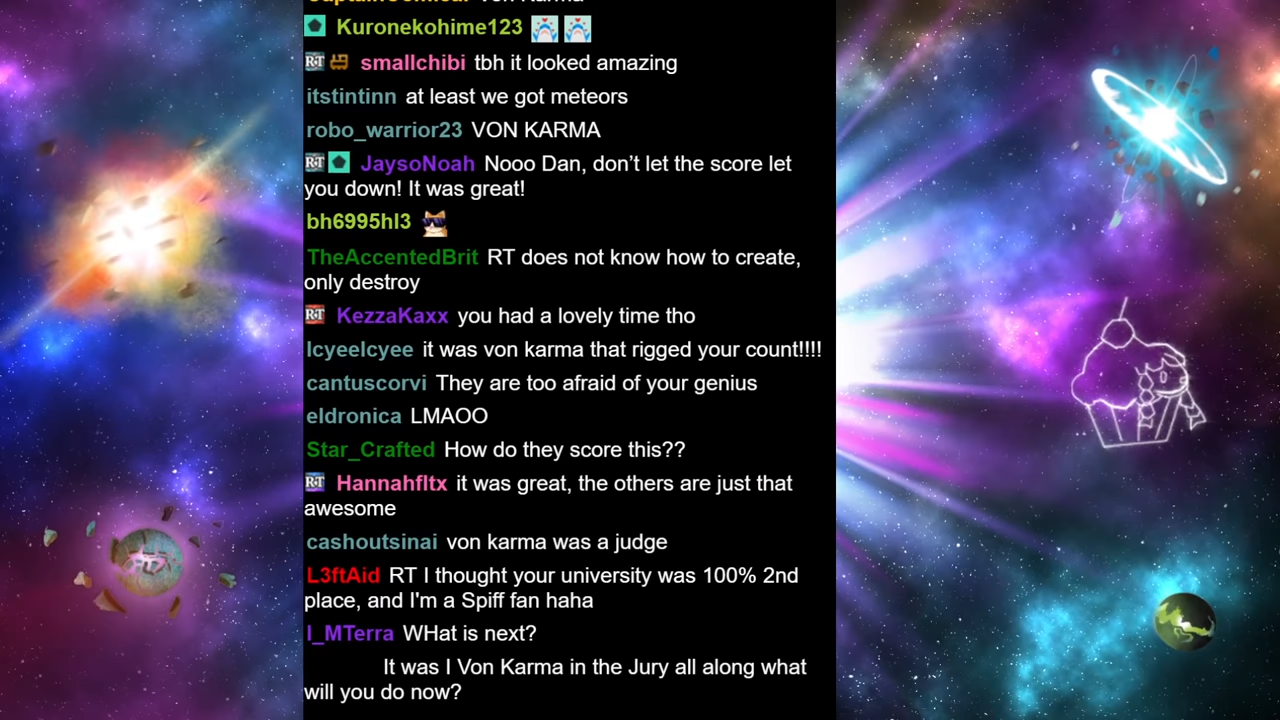 Kuronekohime123
smallchibi tbh it looked amazing
itstintinn at least we got meteors
robo_warrior23 VON KARMA
JaysoNoah Nooo Dan, don’t let the score let
you down! It was great!
bh6995hl3
TheAccentedBrit RT does not know how to create,
only destroy
KezzaKaxx you had a lovely time tho
IcyeeIcyee it was von karma that rigged your count!!!!
cantuscorvi They are too afraid of your genius
eldronica LMAOO
Star_Crafted How do they score this??
Hannahfltx it was great, the others are just that
awesome
cashoutsinai von karma was a judge
L3ftAid RT I thought your university was 100% 2nd
place, and I'm a Spiff fan haha
I_MTerra WHat is next?
It was I Von Karma in the Jury all along what
will you do now?